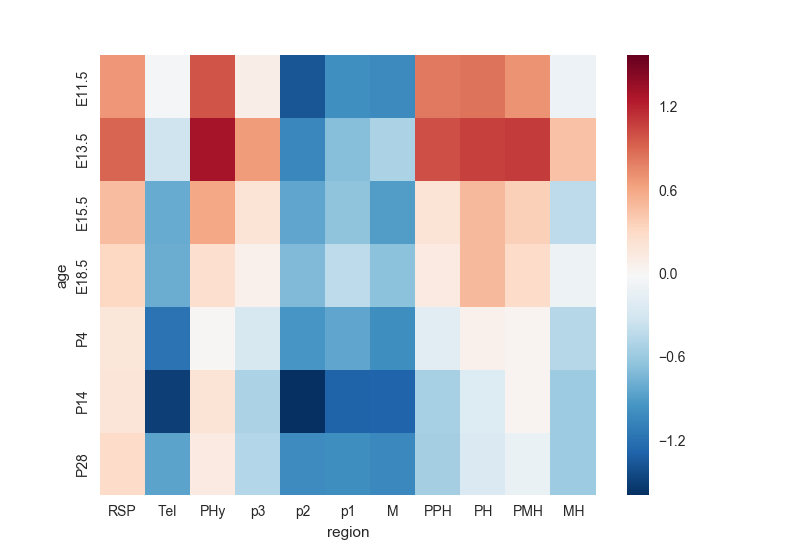 E11.5
E13.5
E15.5
E18.5
P4
P14
P28
age
RSP Tel PHy p3 p2 p1 M PPH PH PMH MH
region
1.2
0.6
0.0
−0.6
−1.2